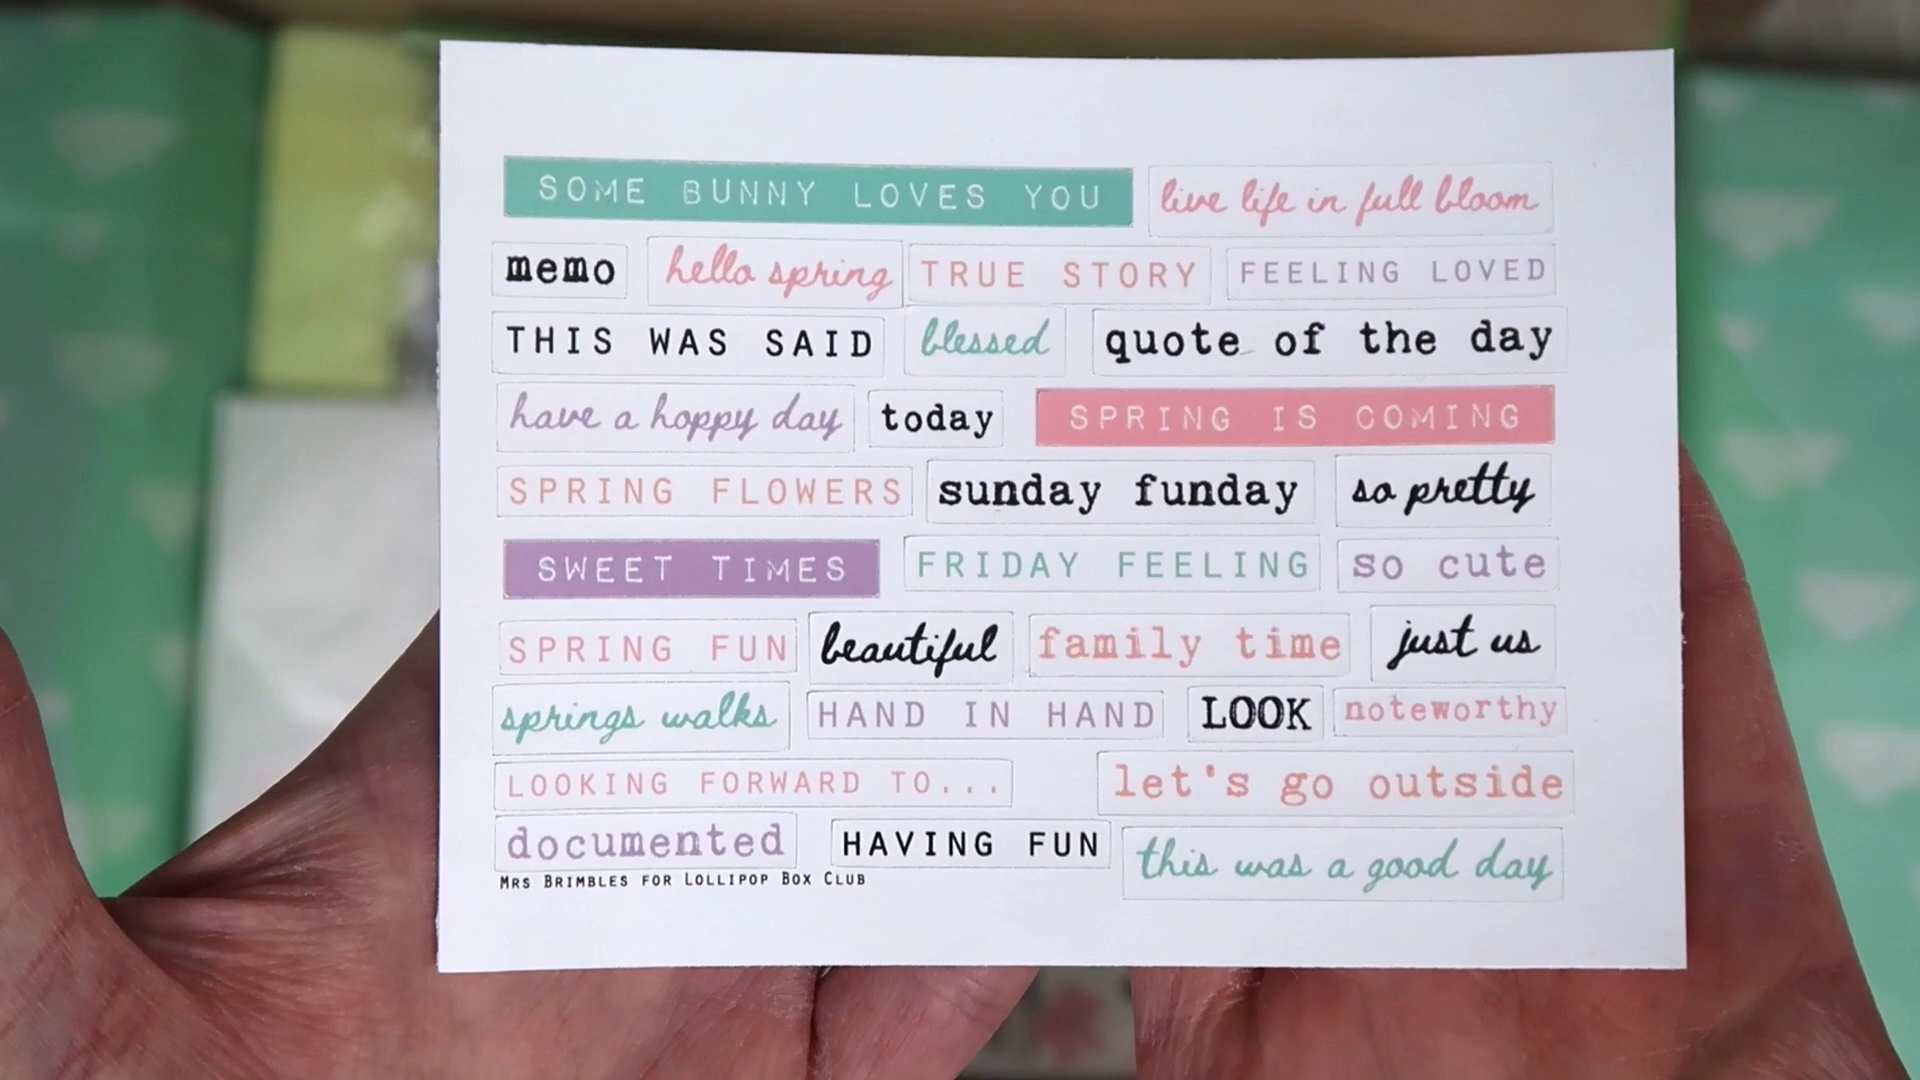 SOME BUNNY LOVES YOU live life in full bloom
memo hello spring TRUE STORY FEELING LOVED
THIS WAS SAID blessed quote of the day
have a hoppy day today SPRING IS COMING
SPRING FLOWERS sunday funday so pretty
SWEET TIMES FRIDAY FEELING so cute
SPRING FUN beautiful family time just us
springs walks HAND IN HAND LOOK noteworthy
LOOKING FORWARD TO... let's go outside
documented HAVING FUN this was a good day
MRS BRIMBLES FOR LOLLIPOP BOX CLUB